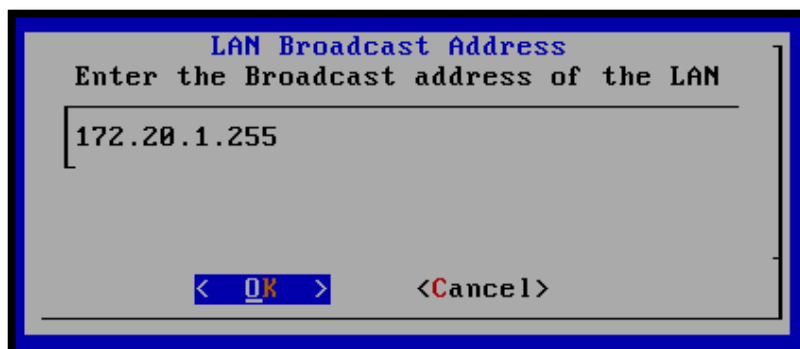 LAN Broadcast Address
Enter the Broadcast address of the LAN
172.20.1.255
< OK > <Cancel>